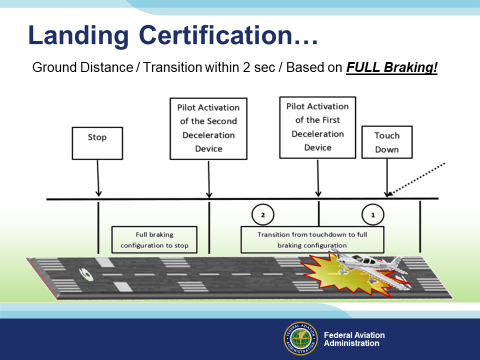 Landing Certification…
Ground Distance / Transition within 2 sec / Based on FULL Braking!
Stop
Pilot Activation
of the Second
Deceleration
Device
Pilot Activation
of the First
Deceleration
Device
Touch
Down
2
1
Full braking
configuration to stop
Transition from touchdown to full
braking configuration
Federal Aviation
Administration